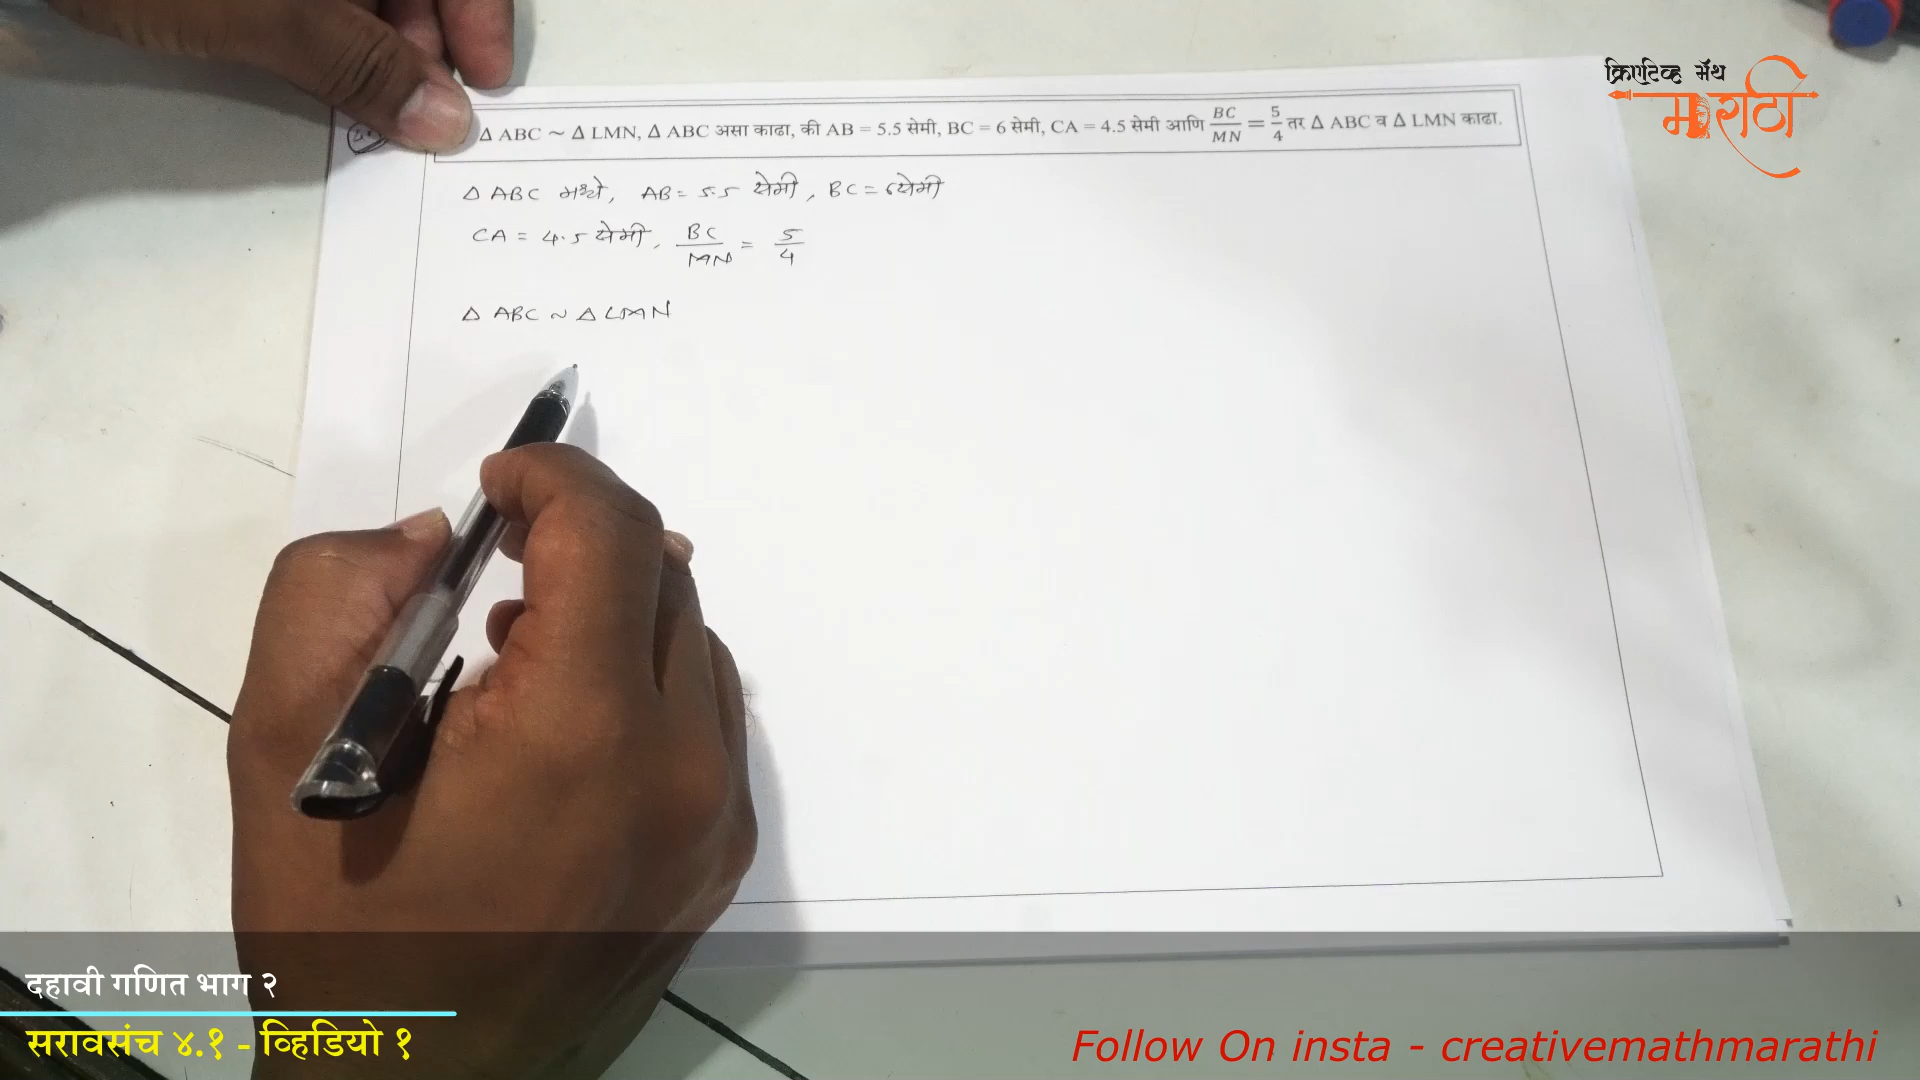 क्रिएटिव्ह मॅथ
मराठी
Δ ABC ~ Δ LMN, Δ ABC असा काढा, की AB = 5.5 सेमी, BC = 6 सेमी, CA = 4.5 सेमी आणि BC/MN = 5/4 तर Δ ABC व Δ LMN काढा.
Δ ABC मध्ये, AB = 5.5 सेमी, BC = 6 सेमी
CA = 4.5 सेमी, BC/MN = 5/4
Δ ABC ~ Δ LMN
दहावी गणित भाग २
सरावसंच ४.१ - व्हिडियो १
Follow On insta - creativemathmarathi